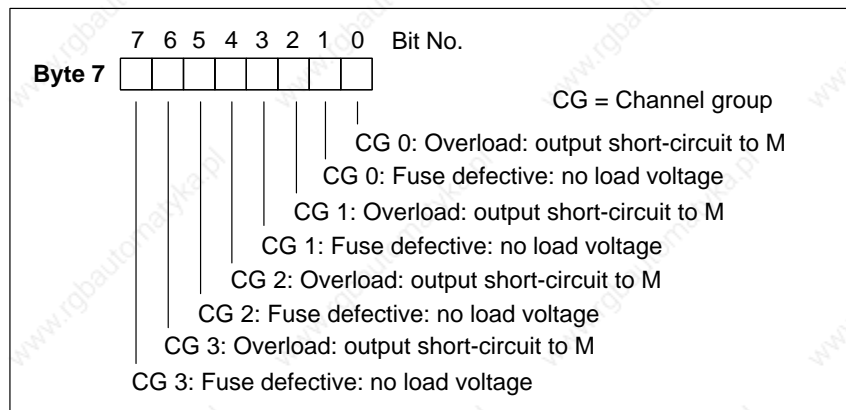 7 6 5 4 3 2 1 0 Bit No.
Byte 7
CG = Channel group
CG 0: Overload: output short-circuit to M
CG 0: Fuse defective: no load voltage
CG 1: Overload: output short-circuit to M
CG 1: Fuse defective: no load voltage
CG 2: Overload: output short-circuit to M
CG 2: Fuse defective: no load voltage
CG 3: Overload: output short-circuit to M
CG 3: Fuse defective: no load voltage
www.rgbautomatyka.pl